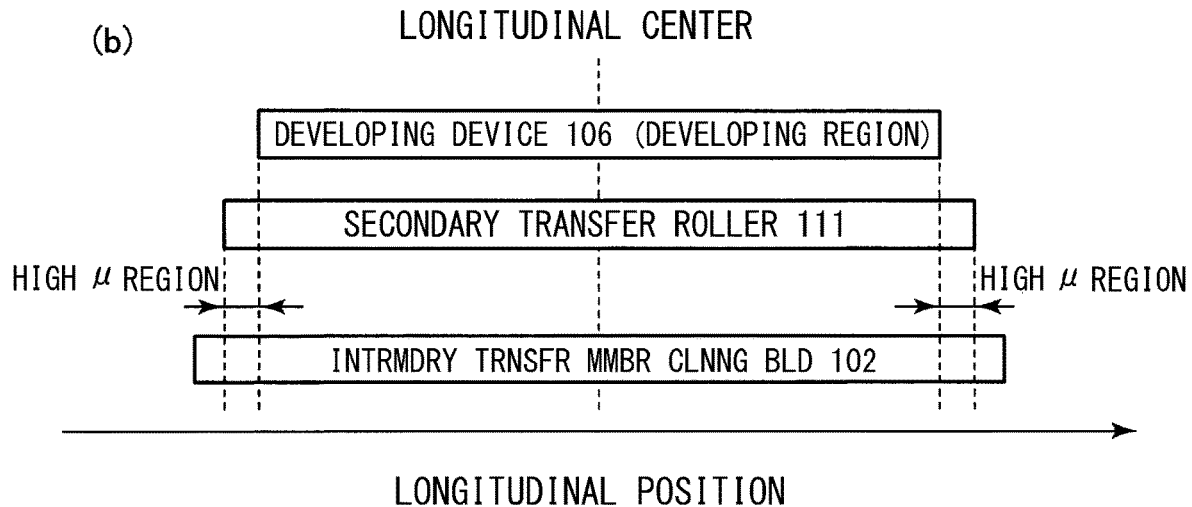 (b)
LONGITUDINAL CENTER
DEVELOPING DEVICE 106 (DEVELOPING REGION)
SECONDARY TRANSFER ROLLER 111
HIGH μ REGION
HIGH μ REGION
INTRMDRY TRNSFR MMBR CLNNG BLD 102
LONGITUDINAL POSITION